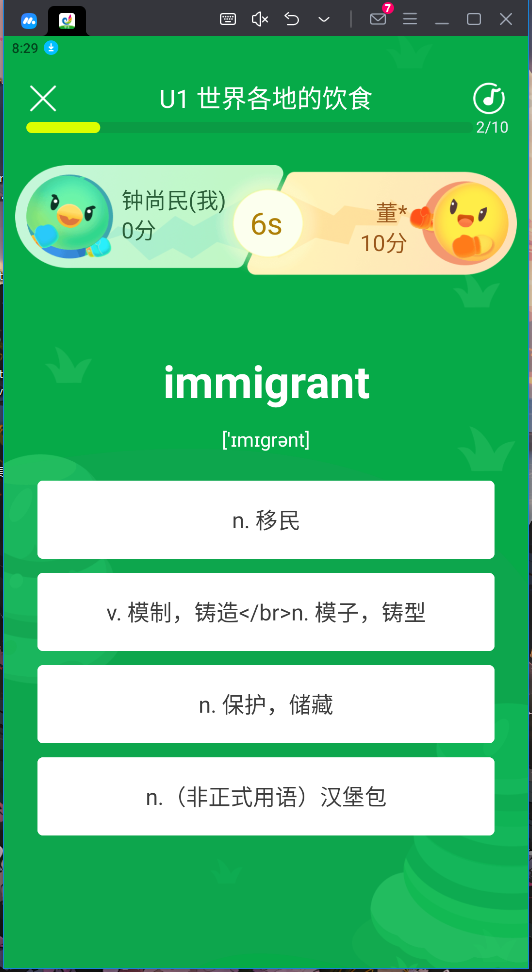 7
8:29
U1 世界各地的饮食
2/10
钟尚民(我)
0分
6s
董*
10分
immigrant
['ɪmɪgrənt]
n. 移民
v. 模制，铸造</br>n. 模子，铸型
n. 保护，储藏
n.（非正式用语）汉堡包